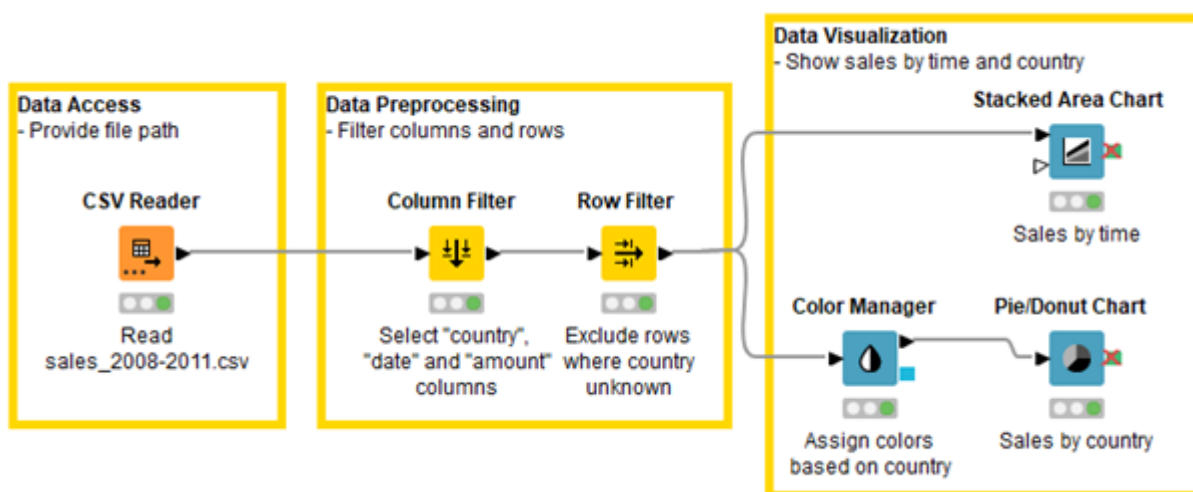 Data Access
- Provide file path
CSV Reader
Read
sales_2008-2011.csv
Data Preprocessing
- Filter columns and rows
Column Filter
Select "country",
"date" and "amount"
columns
Row Filter
Exclude rows
where country
unknown
Data Visualization
- Show sales by time and country
Stacked Area Chart
Sales by time
Color Manager
Assign colors
based on country
Pie/Donut Chart
Sales by country